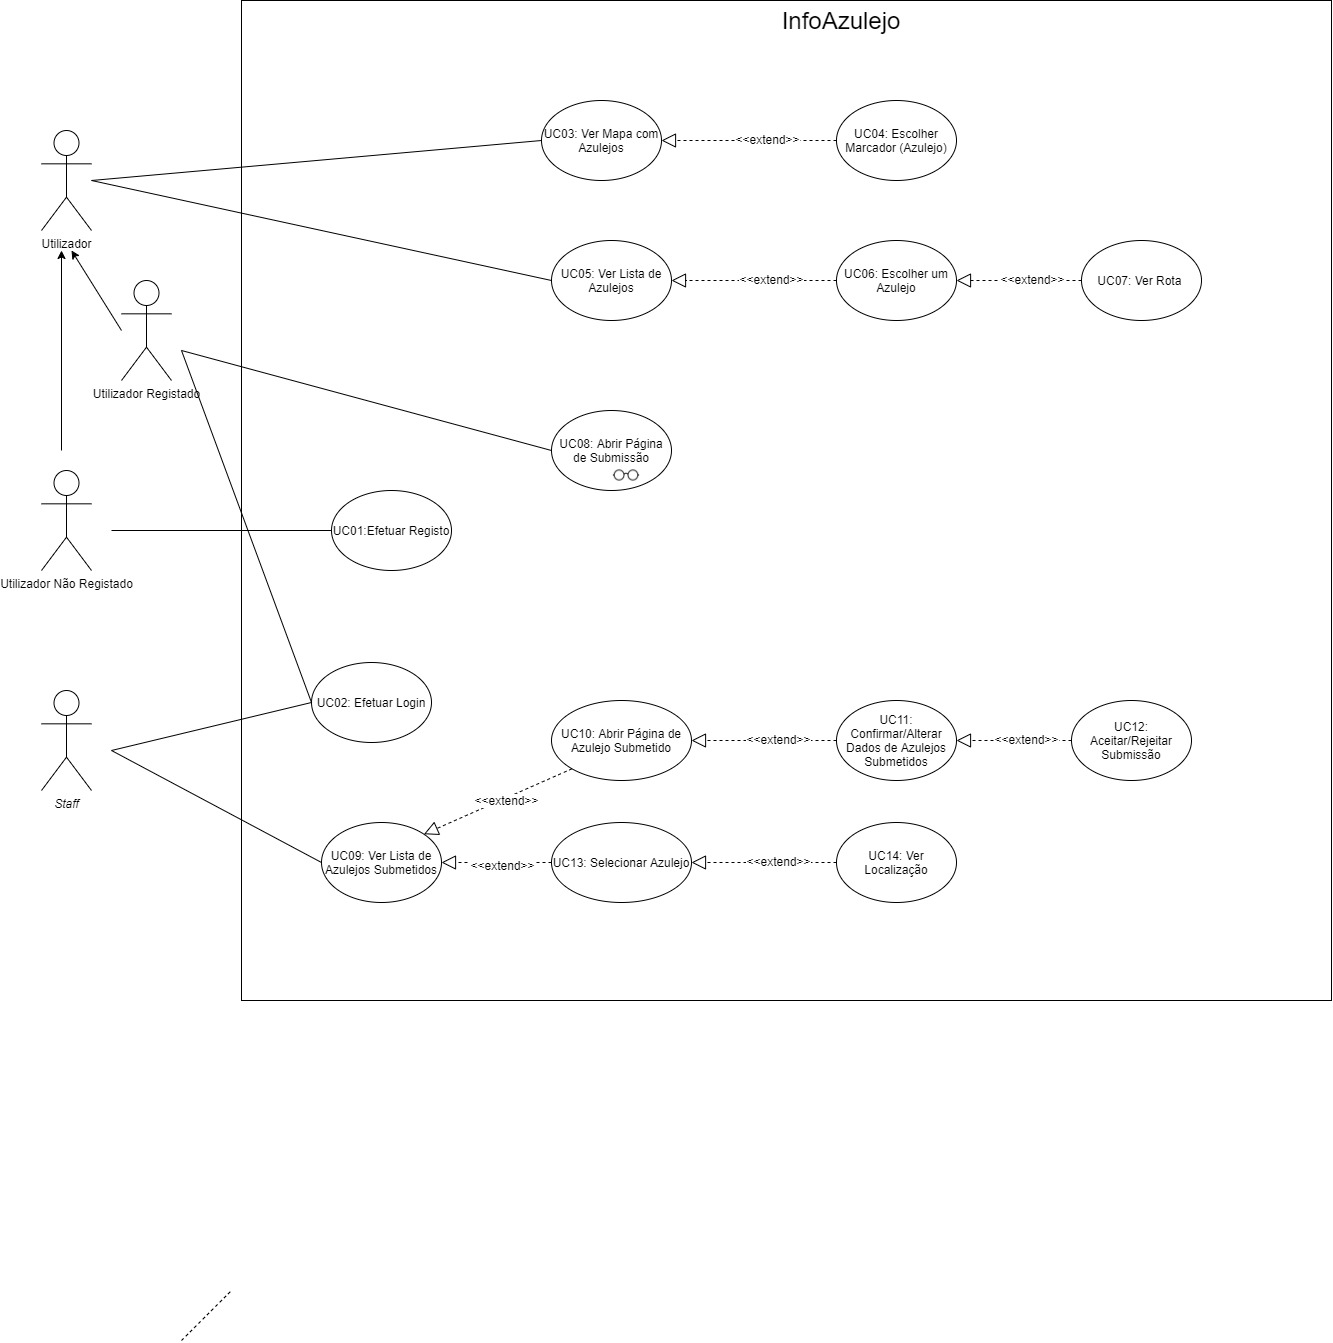 InfoAzulejo
UC03: Ver Mapa com
Azulejos
<<extend>>
UC04: Escolher
Marcador (Azulejo)
Utilizador
UC05: Ver Lista de
Azulejos
<<extend>>
UC06: Escolher um
Azulejo
<<extend>>
UC07: Ver Rota
Utilizador Registado
UC08: Abrir Página
de Submissão
UC01:Efetuar Registo
Utilizador Não Registado
UC02: Efetuar Login
UC10: Abrir Página de
Azulejo Submetido
<<extend>>
UC11:
Confirmar/Alterar
Dados de Azulejos
Submetidos
<<extend>>
UC12:
Aceitar/Rejeitar
Submissão
Staff
<<extend>>
UC09: Ver Lista de
Azulejos Submetidos
<<extend>>
UC13: Selecionar Azulejo
<<extend>>
UC14: Ver
Localização